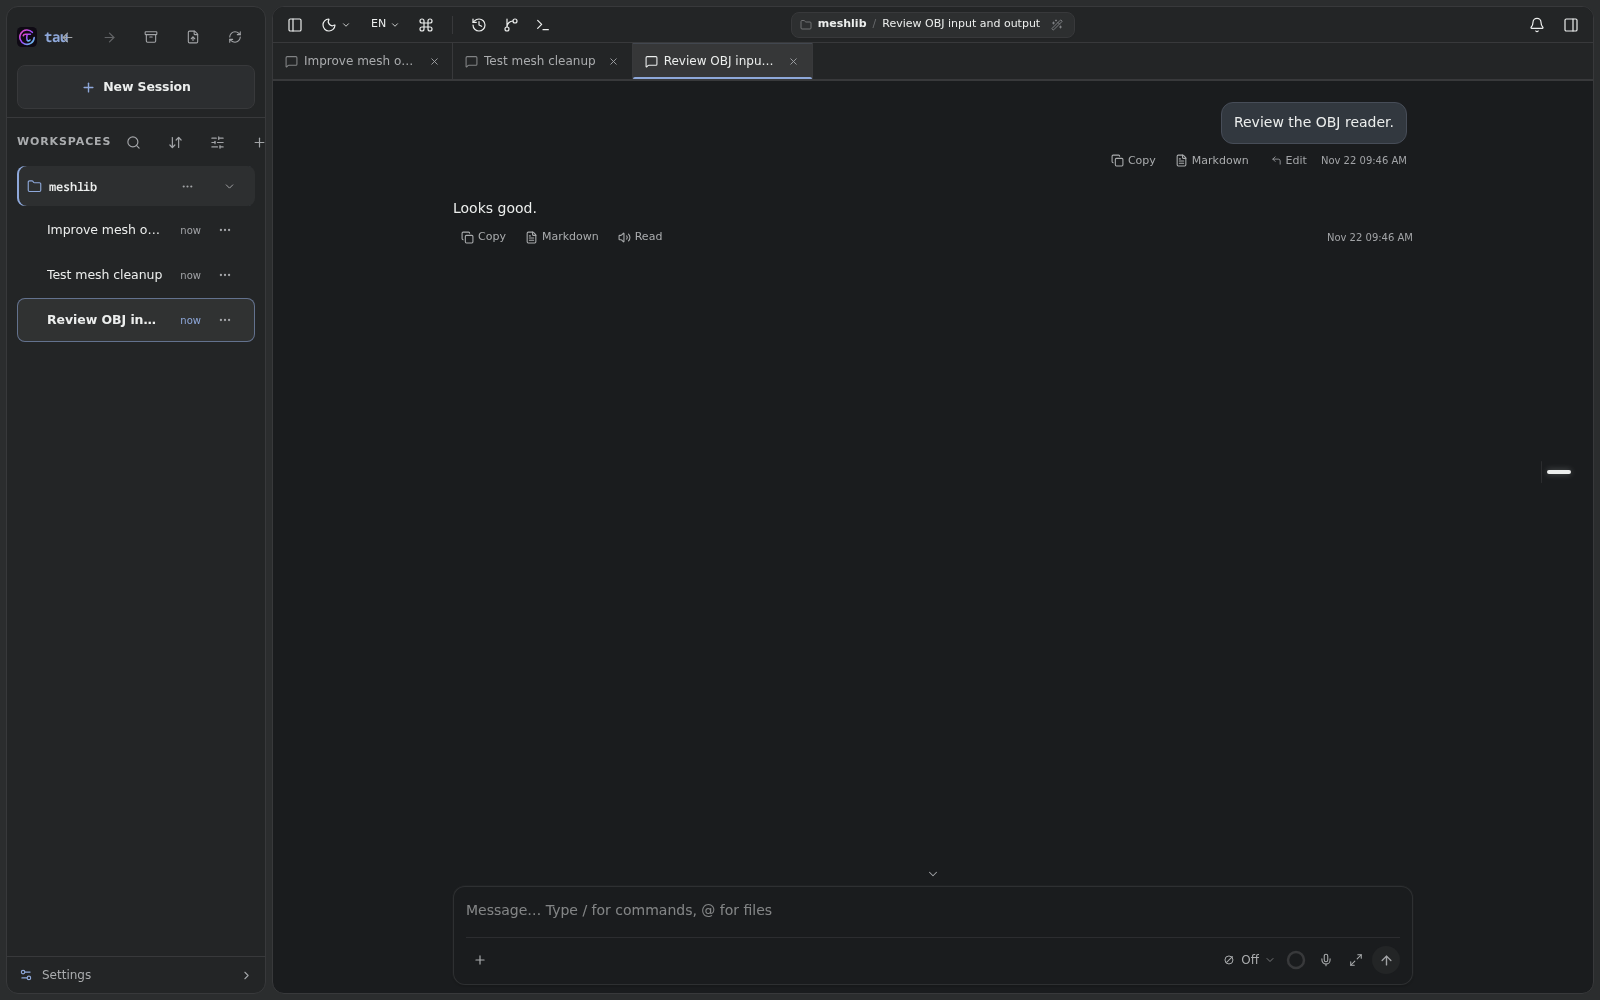 EN
meshlib / Review OBJ input and output
New Session
Improve mesh o...
Test mesh cleanup
Review OBJ inpu...
WORKSPACES
meshlib
Improve mesh o... now
Test mesh cleanup now
Review OBJ in... now
Review the OBJ reader.
Copy Markdown Edit Nov 22 09:46 AM
Looks good.
Copy Markdown Read Nov 22 09:46 AM
Message... Type / for commands, @ for files
Off
Settings